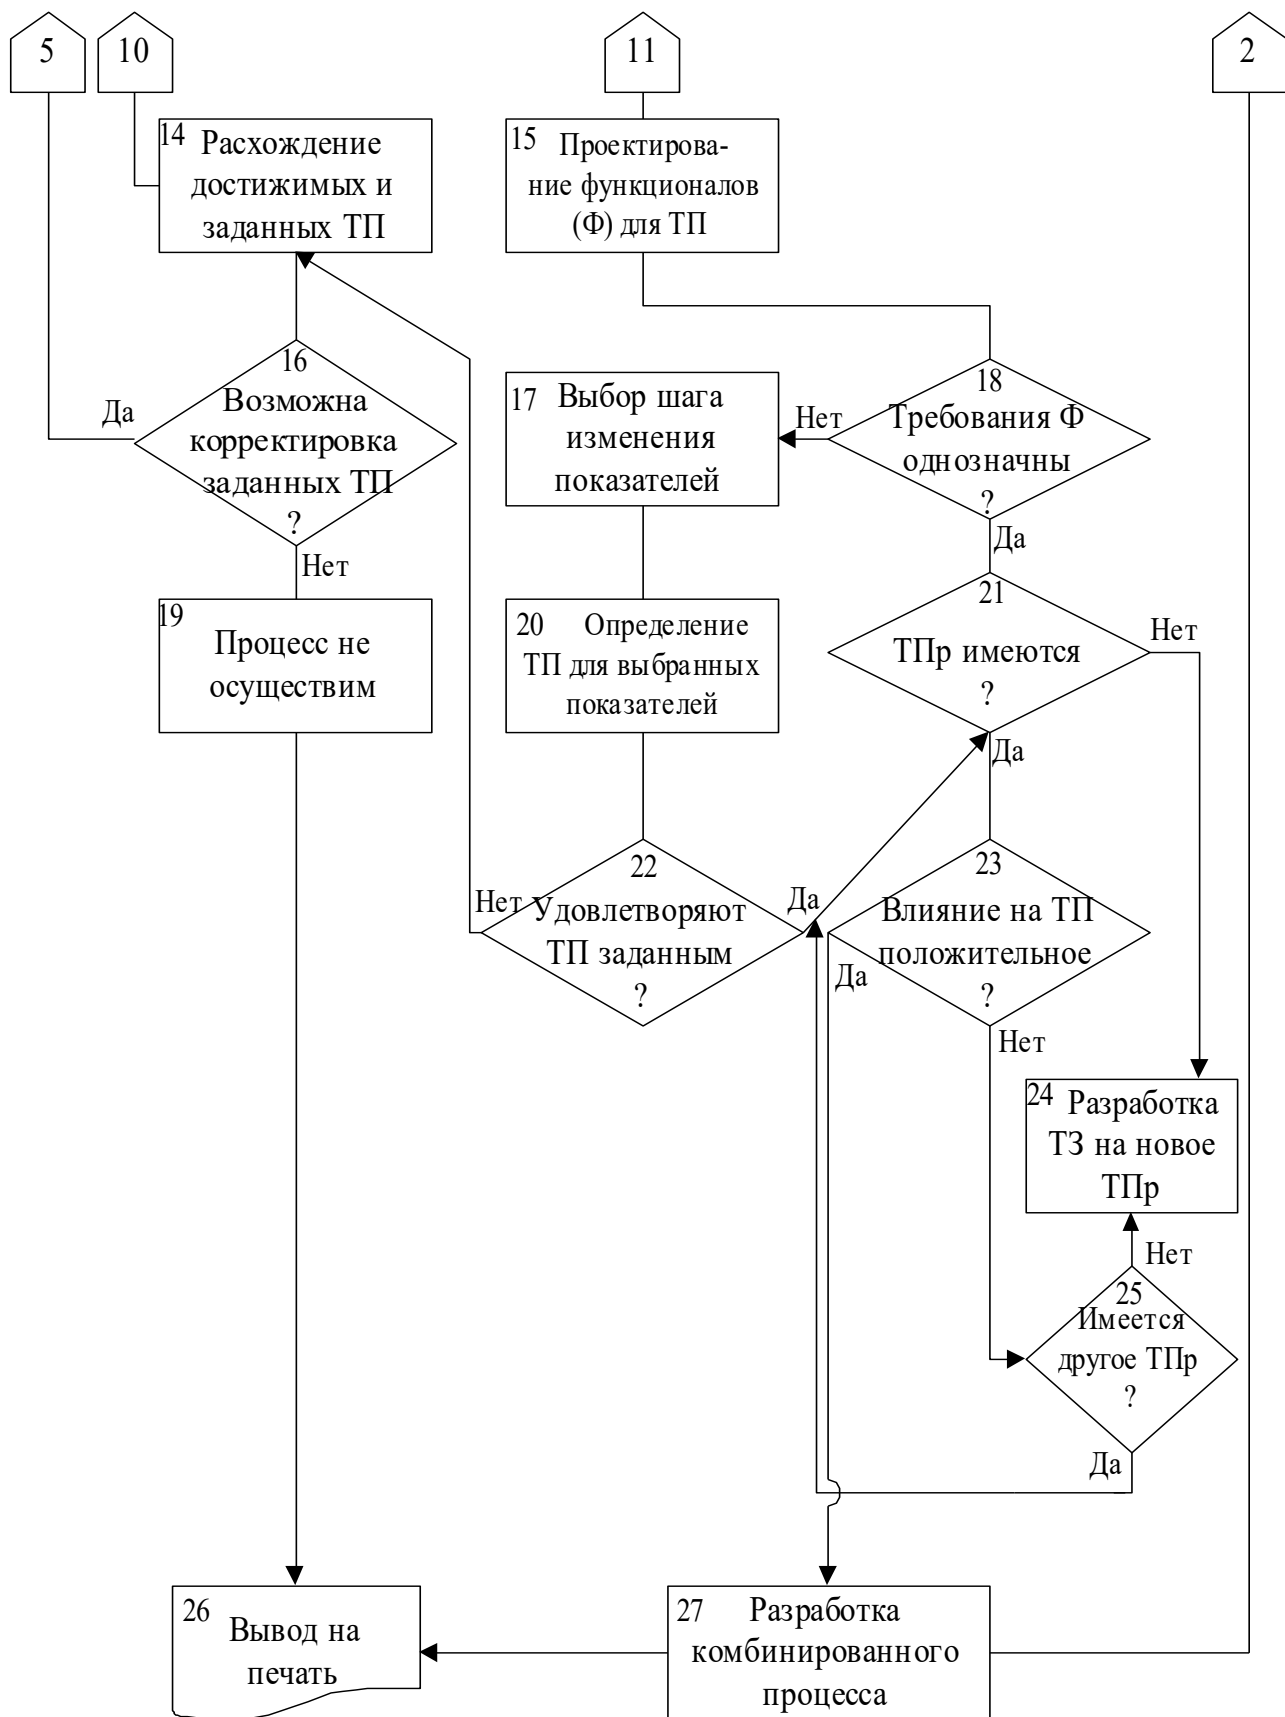 5
10
11
2
14 Расхождение
достижимых и
заданных ТП
15 Проектирова-
ние функционалов
(Ф) для ТП
16
Возможна
корректировка
заданных ТП
?
Да
Нет
17 Выбор шага
изменения
показателей
18
Требования Ф
однозначны
?
Нет
Да
19
Процесс не
осуществим
20 Определение
ТП для выбранных
показателей
21
ТПр имеются
?
Нет
Да
22
Удовлетворяют
ТП заданным
?
Нет
Да
23
Влияние на ТП
положительное
?
Да
Нет
24 Разработка
ТЗ на новое
ТПр
Нет
25
Имеется
другое ТПр
?
Да
26
Вывод на
печать
27 Разработка
комбинированного
процесса